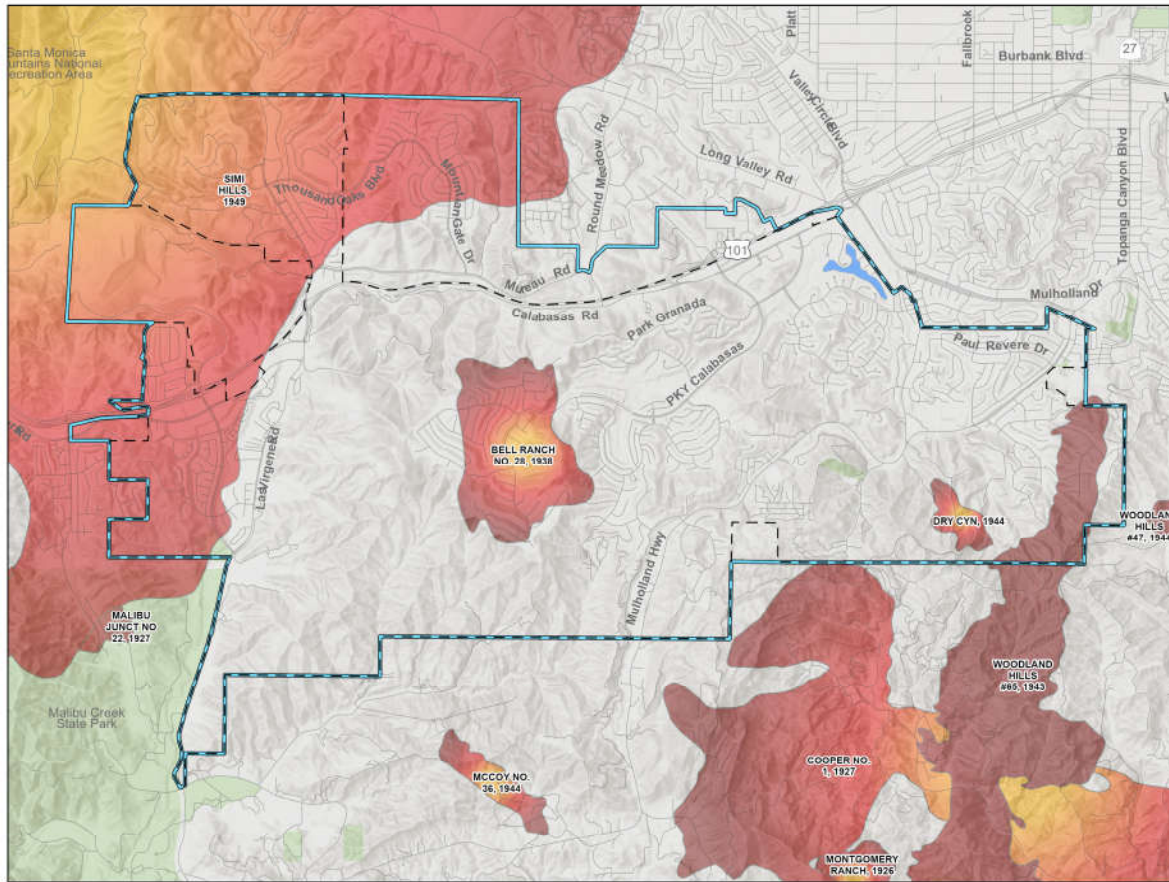 Platt
Fallbrook
27
Burbank Blvd
Santa Monica
untains National
ecreation Area
Valley Circle Blvd
Topanga Canyon Blvd
Long Valley Rd
Round Meadow Rd
SIMI
HILLS,
1949
Thousand Oaks Blvd
Mountain Gate Dr
101
Mureau Rd
Calabasas Rd
Mulholland Dr
Park Granada
Paul Revere Dr
PKY Calabasas
Rd
Las Virgenes Rd
BELL RANCH
NO. 28, 1938
DRY CYN, 1944
WOODLAN
HILLS
#47, 1944
Mulholland Hwy
MALIBU
JUNCT NO
22, 1927
WOODLAND
HILLS
#65, 1943
Malibu Creek
State Park
COOPER NO.
1, 1927
MCCOY NO.
36, 1944
MONTGOMERY
RANCH, 1926